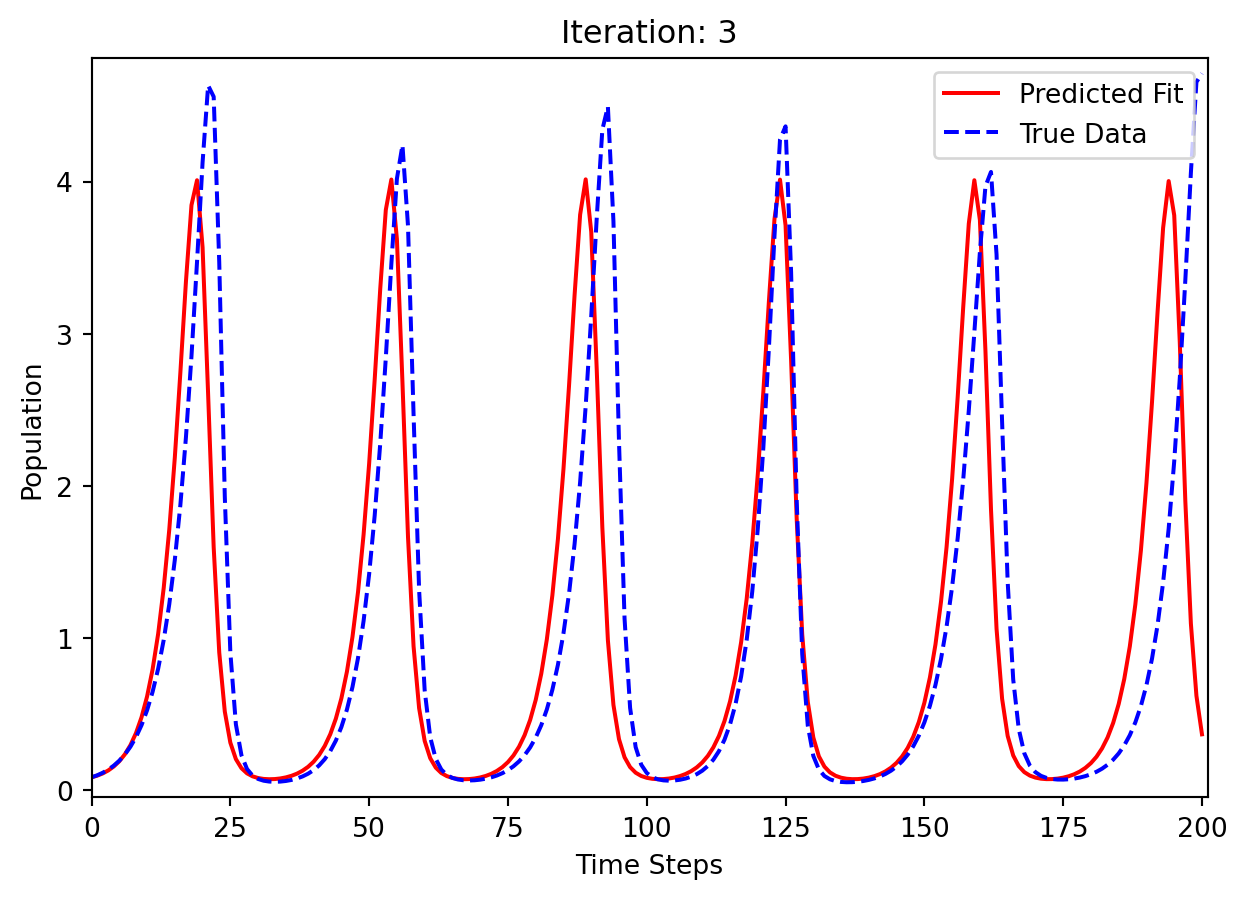 Iteration: 3
Predicted Fit
True Data
Population
4
3
2
1
0
0 25 50 75 100 125 150 175 200
Time Steps